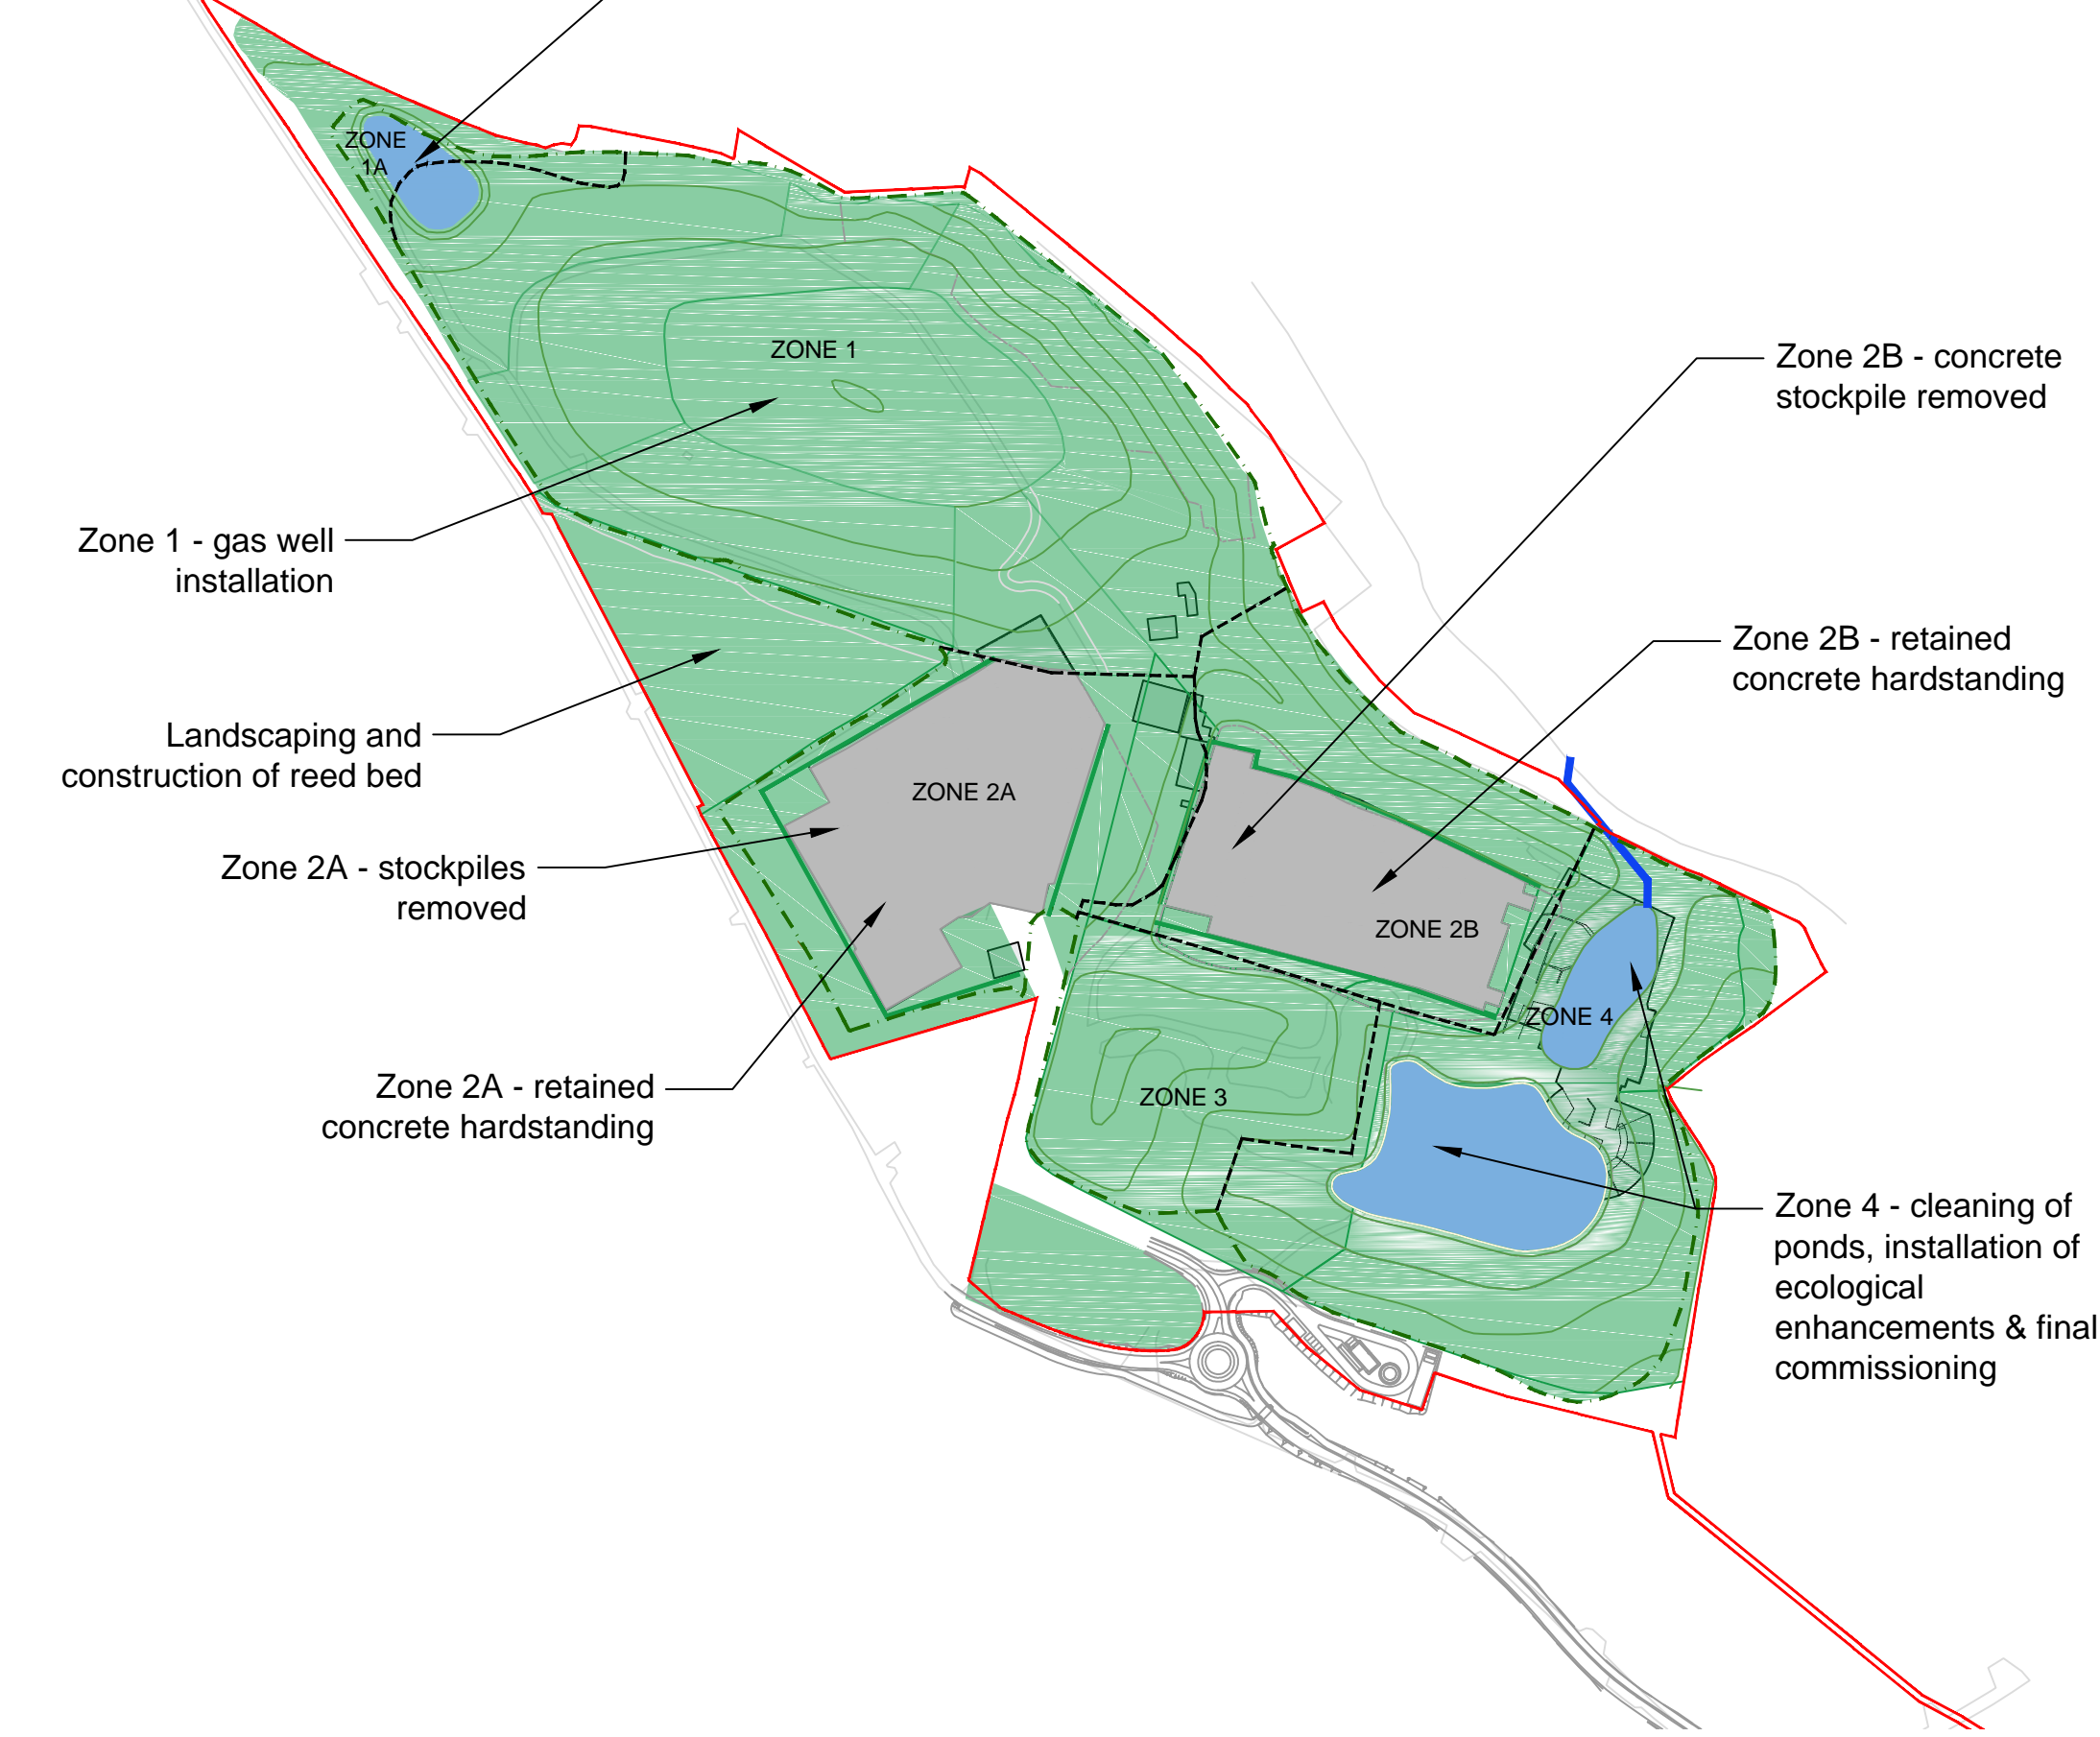 ZONE
1A
ZONE 1
Zone 2B - concrete
stockpile removed
Zone 1 - gas well
installation
Zone 2B - retained
concrete hardstanding
Landscaping and
construction of reed bed
ZONE 2A
Zone 2A - stockpiles
removed
ZONE 2B
ZONE 4
Zone 2A - retained
concrete hardstanding
ZONE 3
Zone 4 - cleaning of
ponds, installation of
ecological
enhancements & final
commissioning